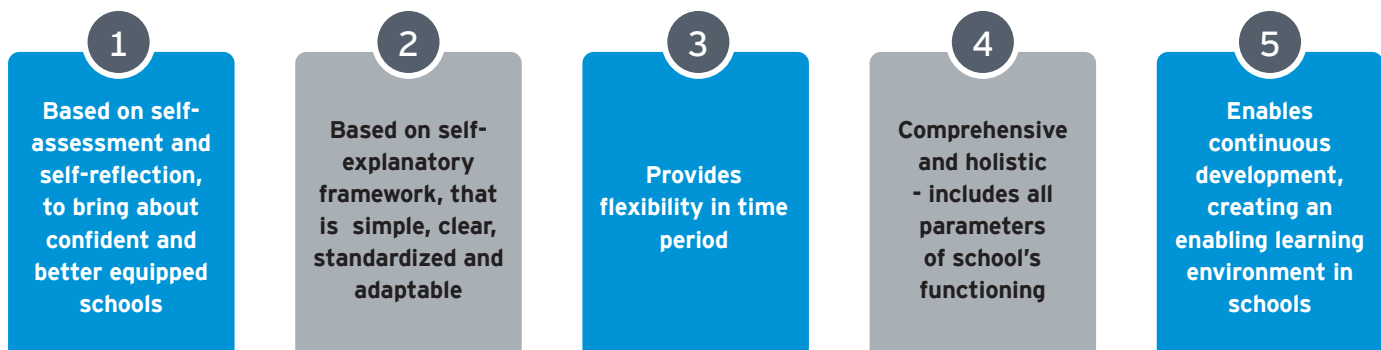 1
Based on self-
assessment and
self-reflection,
to bring about
confident and
better equipped
schools
2
Based on self-
explanatory
framework, that
is simple, clear,
standardized and
adaptable
3
Provides
flexibility in time
period
4
Comprehensive
and holistic
- includes all
parameters
of school's
functioning
5
Enables
continuous
development,
creating an
enabling learning
environment in
schools